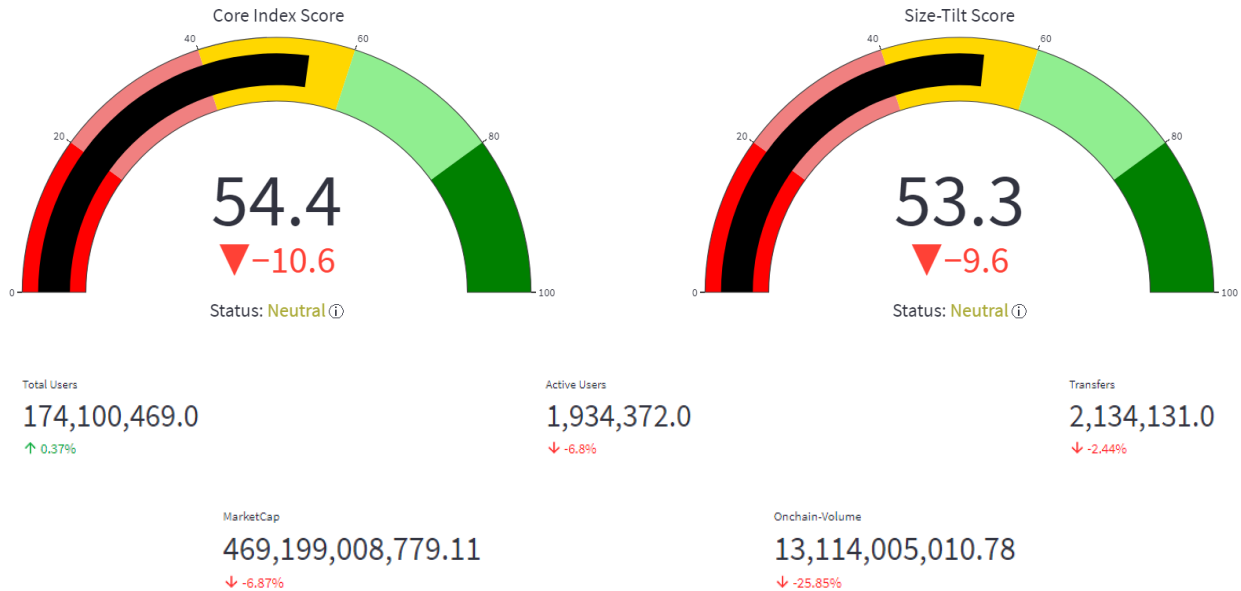 Core Index Score
Size-Tilt Score
40
60
40
60
20
80
20
80
54.4
53.3
▼−10.6
▼−9.6
0
100
0
100
Status: Neutral ⓘ
Status: Neutral ⓘ
Total Users
Active Users
Transfers
174,100,469.0
1,934,372.0
2,134,131.0
↑ 0.37%
↓ -6.8%
↓ -2.44%
MarketCap
Onchain-Volume
469,199,008,779.11
13,114,005,010.78
↓ -6.87%
↓ -25.85%